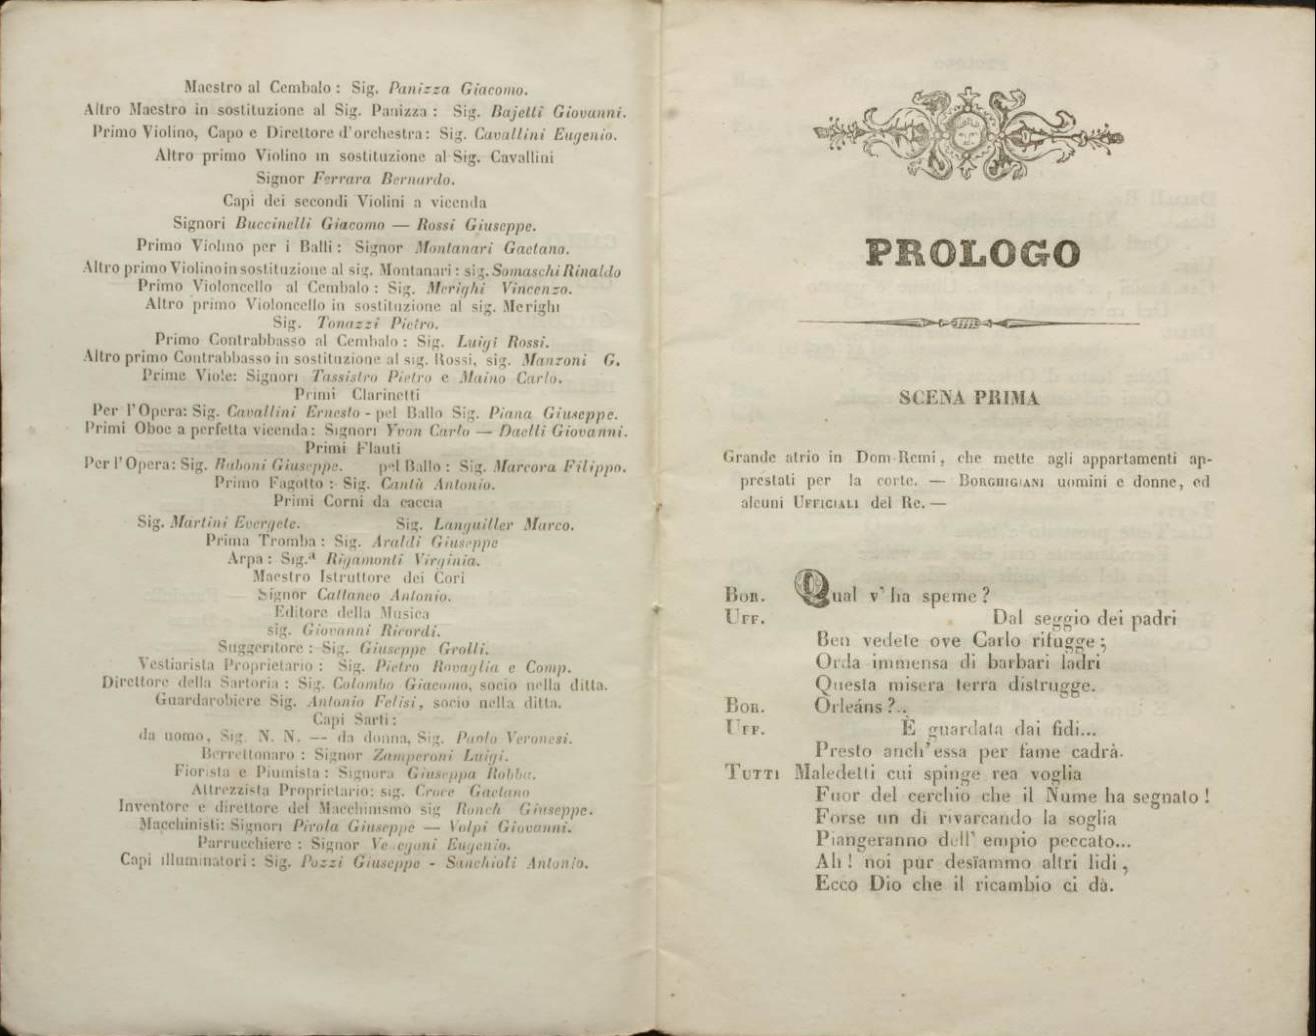 Maestro al Cembalo : Sig. Panizza Giacomo.
Altro Maestro in sostituzione al Sig. Panizza : Sig. Bajetti Giovanni.
Primo Violino, Capo e Direttore d'orchestra : Sig. Cavallini Eugenio.
Altro primo Violino in sostituzione al Sig. Cavallini
Signor Ferrara Bernardo.
Capi dei secondi Violini a vicenda
Signori Buccinelli Giacomo — Rossi Giuseppe.
Primo Violino per i Balli : Signor Montanari Gaetano.
Altro primo Violino in sostituzione al sig. Montanari : sig. Somaschi Rinaldo
Primo Violoncello al Cembalo : Sig. Merighi Vincenzo.
Altro primo Violoncello in sostituzione al sig. Merighi
Sig. Tonazzi Pietro.
Primo Contrabbasso al Cembalo : Sig. Luigi Rossi.
Altro primo Contrabbasso in sostituzione al sig. Rossi, sig. Manzoni G.
Prime Viole: Signori Tassistro Pietro e Maino Carlo.
Primi Clarinetti
Per l'Opera: Sig. Cavallini Ernesto - pel Ballo Sig. Piana Giuseppe.
Primi Oboe a perfetta vicenda: Signori Yvon Carlo — Daelli Giovanni.
Primi Flauti
Per l'Opera: Sig. Raboni Giuseppe. pel Ballo : Sig. Marcora Filippo.
Primo Fagotto : Sig. Cantù Antonio.
Primi Corni da caccia
Sig. Martini Evergete. Sig. Languiller Marco.
Prima Tromba : Sig. Araldi Giuseppe
Arpa : Sig.ª Rigamonti Virginia.
Maestro Istruttore dei Cori
Signor Cattaneo Antonio.
Editore della Musica
sig. Giovanni Ricordi.
Suggeritore : Sig. Giuseppe Grolli.
Vestiarista Proprietario : Sig. Pietro Rovaglia e Comp.
Direttore della Sartoria : Sig. Colombo Giacomo, socio nella ditta.
Guardarobiere Sig. Antonio Felisi, socio nella ditta.
Capi Sarti :
da uomo, Sig. N. N. — da donna, Sig. Paolo Veronesi.
Berrettonaro : Signor Zamperoni Luigi.
Fiorista e Piumista : Signora Giuseppa Robba.
Attrezzista Proprietario: sig. Croce Gaetano
Inventore e direttore del Macchinismo sig Ronch Giuseppe.
Macchinisti: Signori Pirola Giuseppe — Volpi Giovanni.
Parrucchiere : Signor Eugenio.
Capi illuminatori : Sig. Pozzi Giuseppe - Sanchioli Antonio.
PROLOGO
SCENA PRIMA
Grande atrio in Dom-Remi, che mette agli appartamenti ap-
prestati per la corte. — BORGHIGIANI uomini e donne, ed
alcuni UFFICIALI del Re. —
BOR. Qual v' ha speme ?
UFF. Dal seggio dei padri
Ben vedete ove Carlo rifugge ;
Orda immensa di barbari ladri
Questa misera terra distrugge.
BOR. Orleáns ?..
UFF. È guardata dai fidi...
Presto anch' essa per fame cadrà.
TUTTI Maledetti cui spinge rea voglia
Fuor del cerchio che il Nume ha segnato !
Forse un dì rivarcando la soglia
Piangeranno dell' empio peccato...
Ah ! noi pur desïammo altri lidi ,
Ecco Dio che il ricambio ci dà.